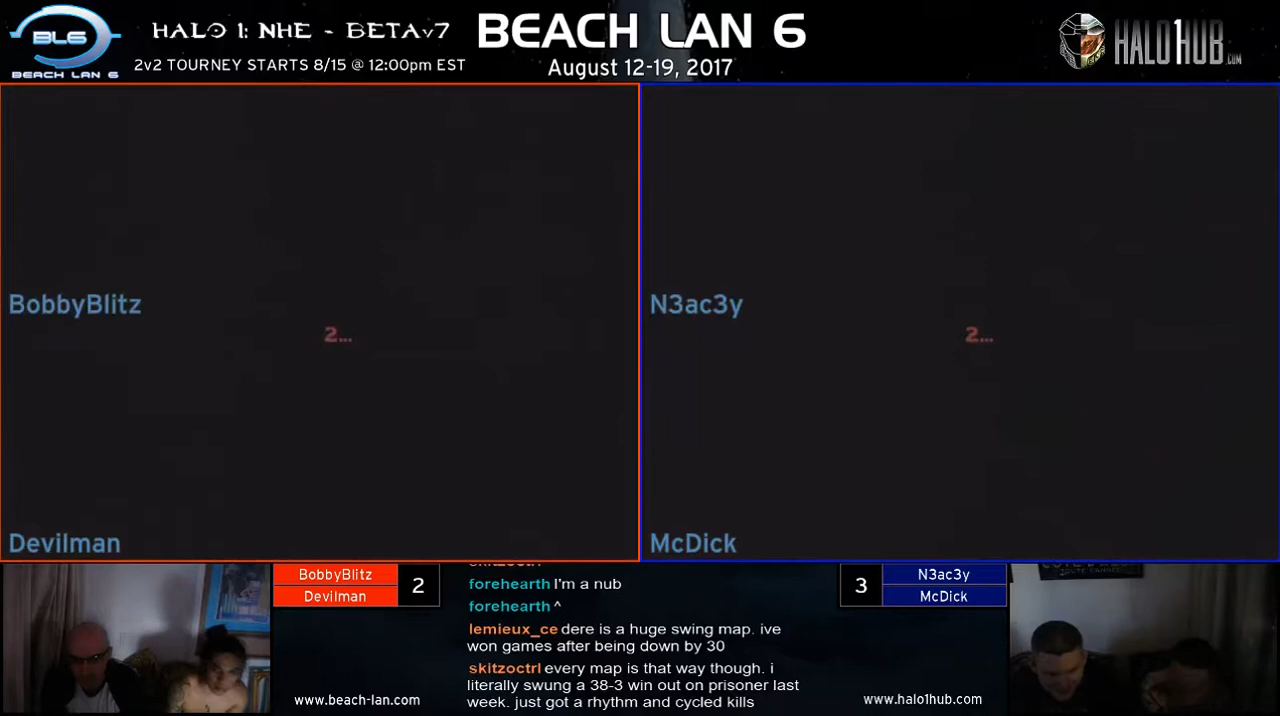 BL6
BEACH LAN 6
HALO 1: NHE - BETAv7
2v2 TOURNEY STARTS 8/15 @ 12:00pm EST
BEACH LAN 6
August 12-19, 2017
HALO1HUB.COM
BobbyBlitz
2...
Devilman
N3ac3y
2...
McDick
BobbyBlitz
Devilman
2
forehearth I'm a nub
forehearth ^
lemieux_ce dere is a huge swing map. ive
won games after being down by 30
skitzoctrl every map is that way though. i
literally swung a 38-3 win out on prisoner last
week. just got a rhythm and cycled kills
3
N3ac3y
McDick
www.beach-lan.com
www.halo1hub.com